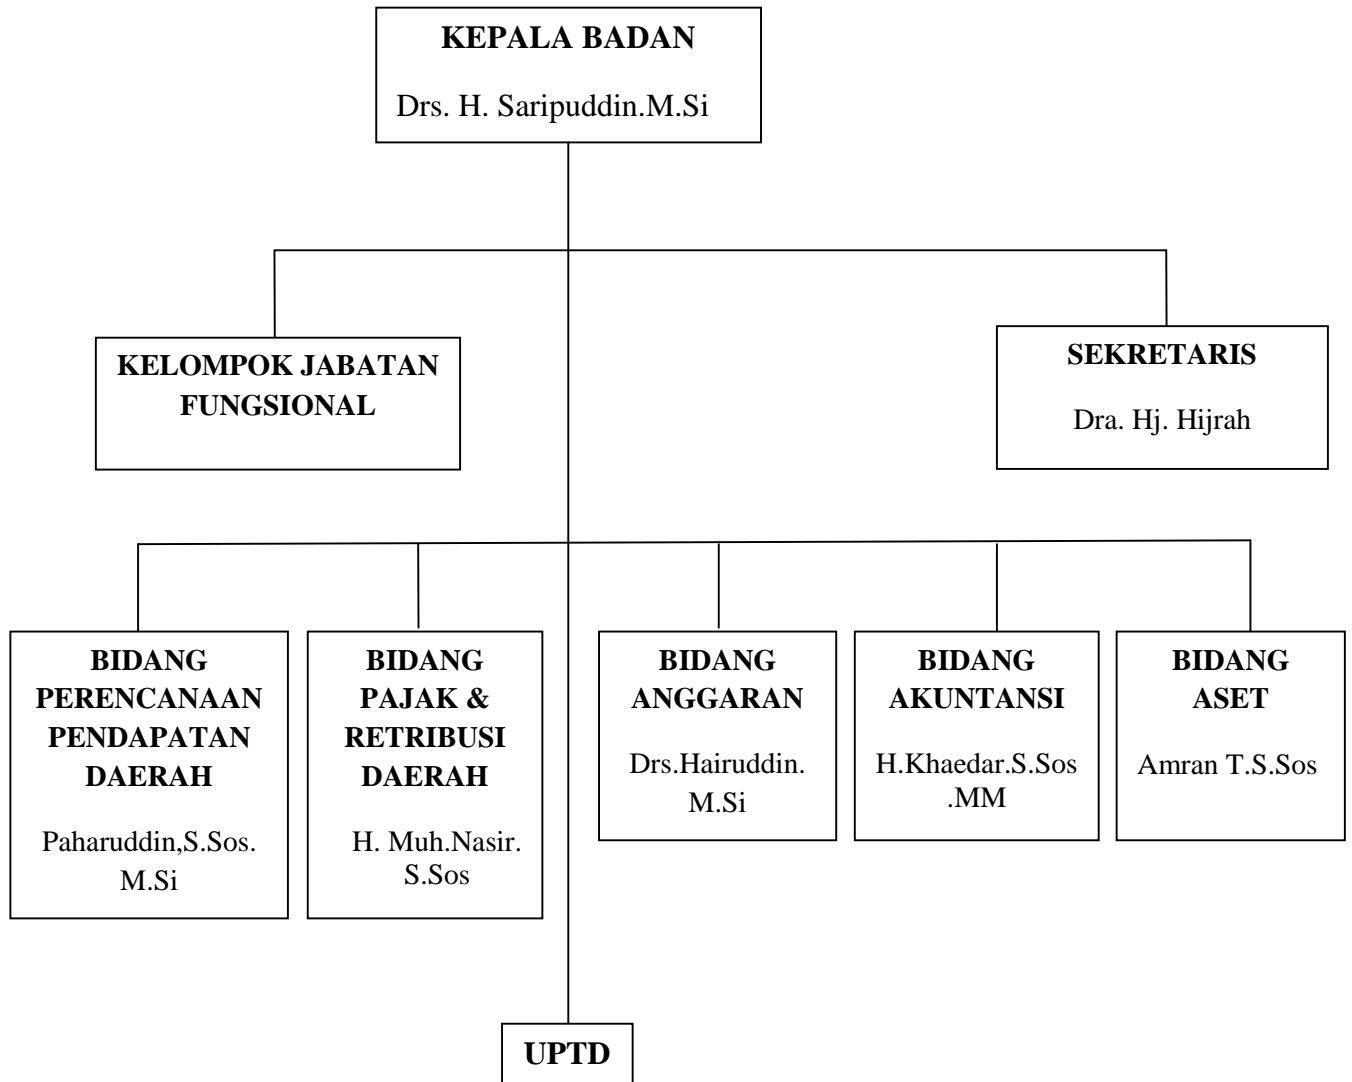 KEPALA BADAN
Drs. H. Saripuddin.M.Si
KELOMPOK JABATAN
FUNGSIONAL
SEKRETARIS
Dra. Hj. Hijrah
BIDANG
PERENCANAAN
PENDAPATAN
DAERAH
Paharuddin,S.Sos.
M.Si
BIDANG
PAJAK &
RETRIBUSI
DAERAH
H. Muh.Nasir.
S.Sos
BIDANG
ANGGARAN
Drs.Hairuddin.
M.Si
BIDANG
AKUNTANSI
H.Khaedar.S.Sos
.MM
BIDANG
ASET
Amran T.S.Sos
UPTD